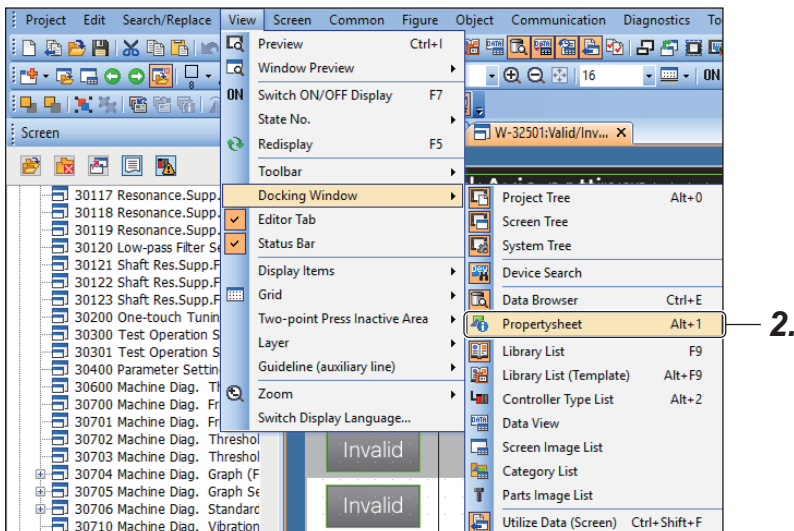 Project Edit Search/Replace View Screen Common Figure Object Communication Diagnostics To
8
16 ON
Screen
W-32501:Valid/Inv...
Preview Ctrl+I
Window Preview
ON Switch ON/OFF Display F7
State No.
Redisplay F5
Toolbar
Docking Window
Editor Tab
Status Bar
Display Items
Grid
Two-point Press Inactive Area
Layer
Guideline (auxiliary line)
Zoom
Switch Display Language...
Project Tree Alt+0
Screen Tree
System Tree
Device Search
Data Browser Ctrl+E
Propertysheet Alt+1
2.
Library List F9
Library List (Template) Alt+F9
Controller Type List Alt+2
Data View
Screen Image List
Category List
Parts Image List
Utilize Data (Screen) Ctrl+Shift+F
30117 Resonance.Supp.
30118 Resonance.Supp.
30119 Resonance.Supp.
30120 Low-pass Filter Se
30121 Shaft Res.Supp.F
30122 Shaft Res.Supp.F
30123 Shaft Res.Supp.F
30200 One-touch Tunin
30300 Test Operation S
30301 Test Operation S
30400 Parameter Settin
30600 Machine Diag. Th
30700 Machine Diag. Fr
30701 Machine Diag. Fr
30702 Machine Diag. Threshol
30703 Machine Diag. Threshol
30704 Machine Diag. Graph (F
30705 Machine Diag. Graph Se
30706 Machine Diag. Standard
30710 Machine Diag. Vibration
Invalid
Invalid